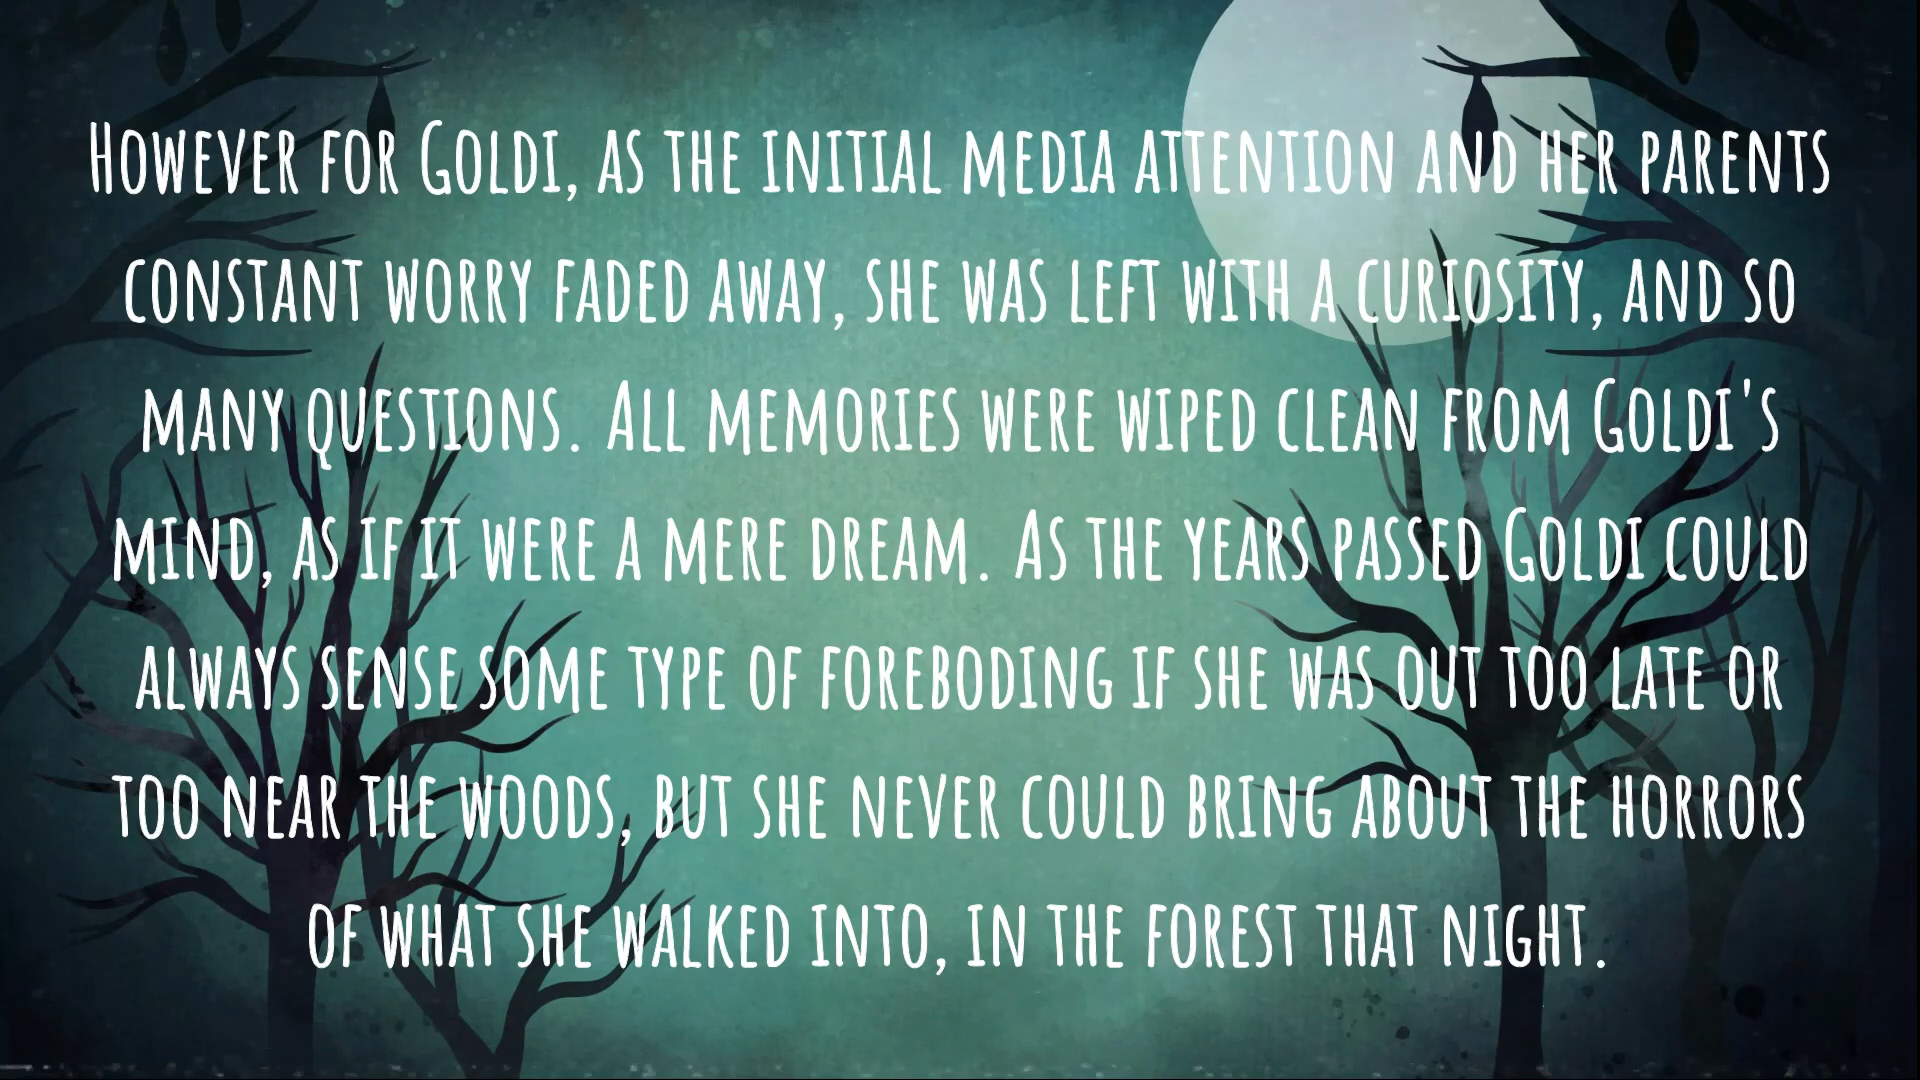 However for Goldi, as the initial media attention and her parents
constant worry faded away, she was left with a curiosity, and so
many questions. All memories were wiped clean from Goldi's
mind, as if it were a mere dream. As the years passed Goldi could
always sense some type of foreboding if she was out too late or
too near the woods, but she never could bring about the horrors
of what she walked into, in the forest that night.